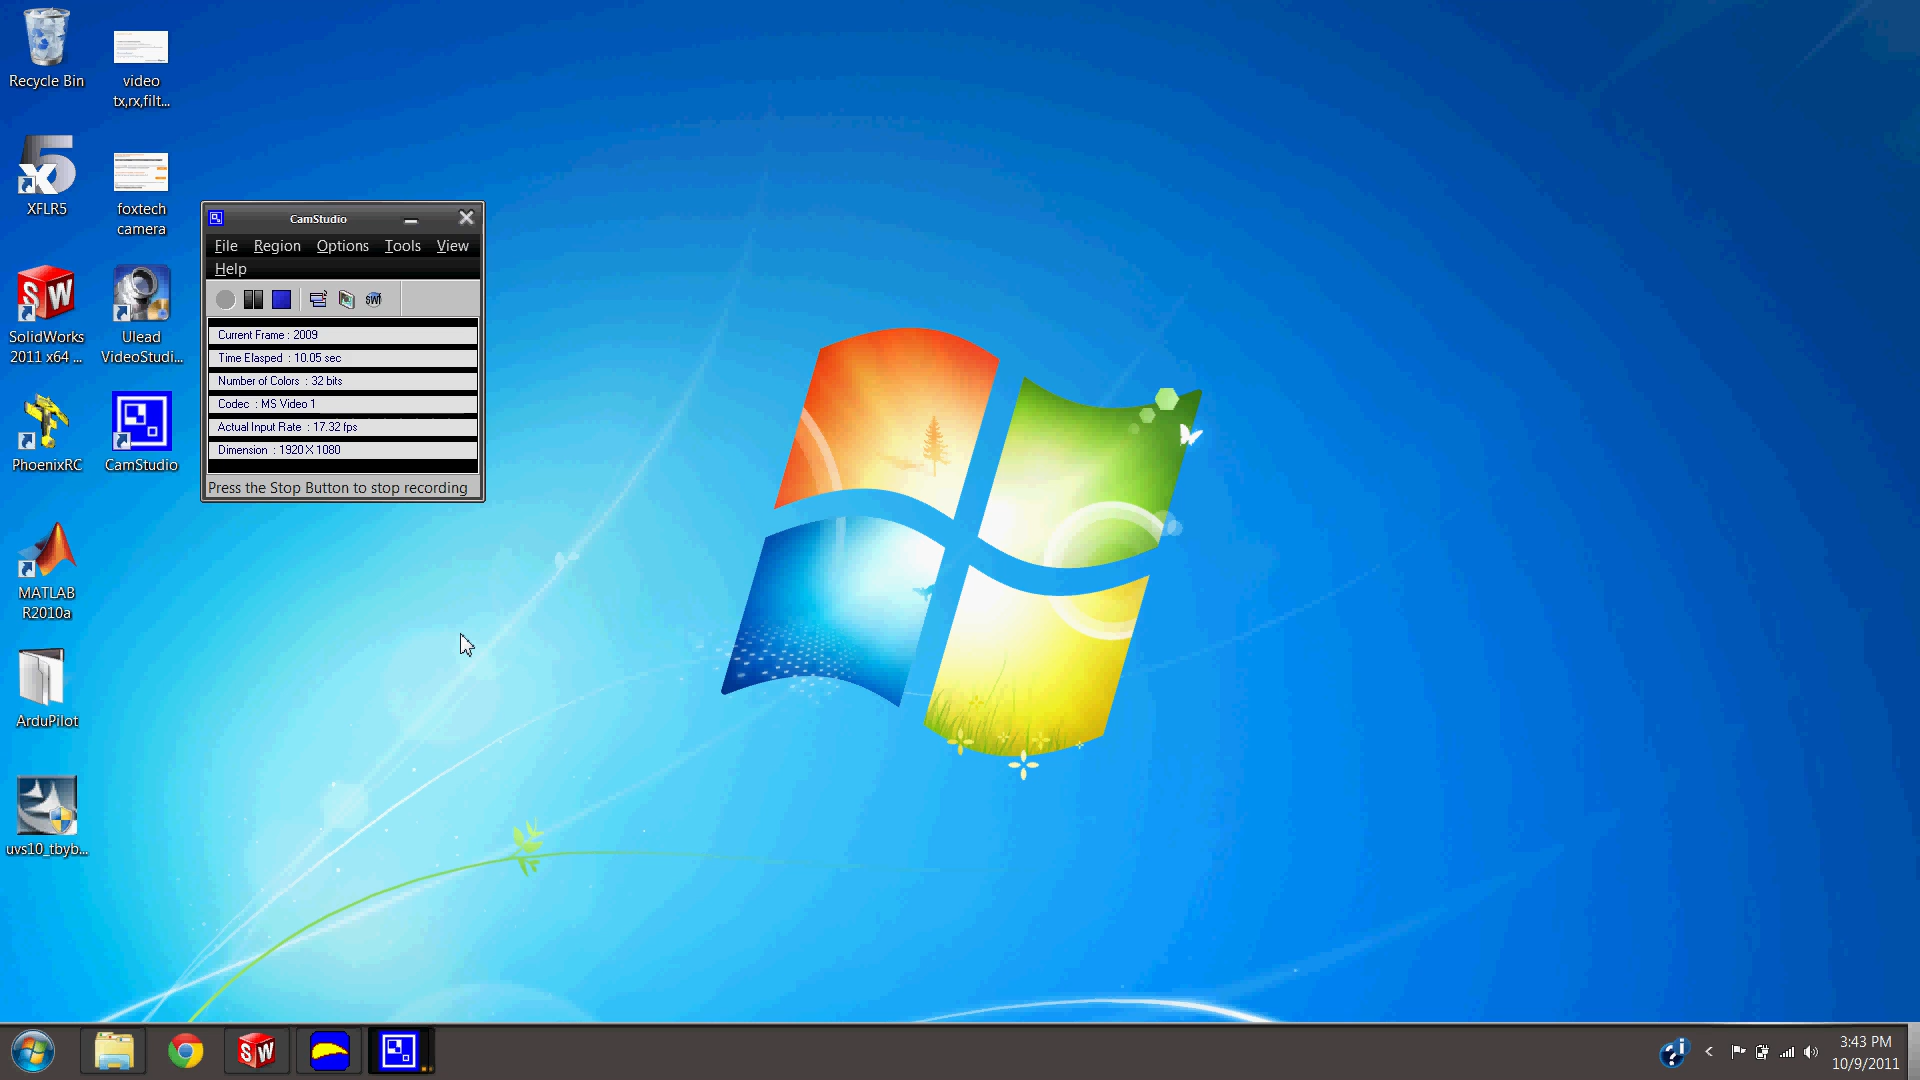 Recycle Bin
video
tx,rx,filt...
XFLR5
foxtech
camera
SolidWorks
2011 x64 ...
Ulead
VideoStudi...
PhoenixRC
CamStudio
MATLAB
R2010a
ArduPilot
uvs10_tbyb...
CamStudio
File Region Options Tools View
Help
Current Frame : 2009
Time Elasped : 10.05 sec
Number of Colors : 32 bits
Codec : MS Video 1
Actual Input Rate : 17.32 fps
Dimension : 1920 X 1080
Press the Stop Button to stop recording
3:43 PM
10/9/2011